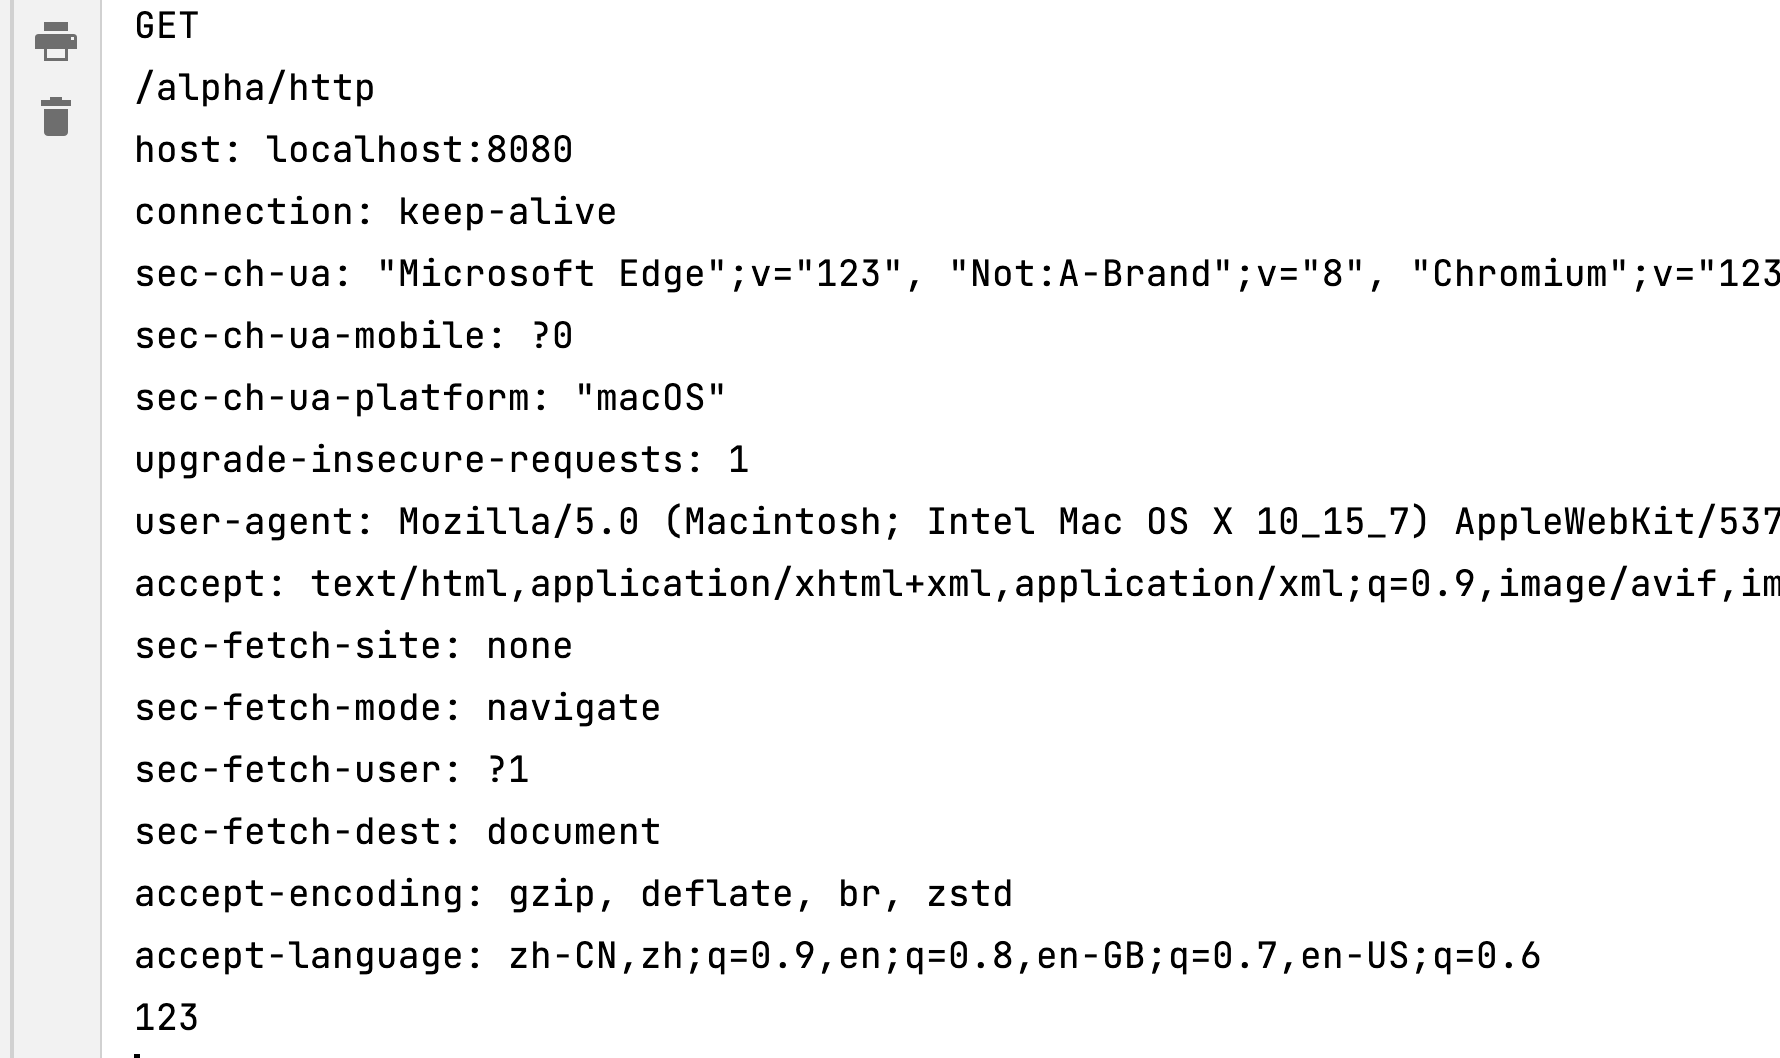 GET
/alpha/http
host: localhost:8080
connection: keep-alive
sec-ch-ua: "Microsoft Edge";v="123", "Not:A-Brand";v="8", "Chromium";v="123
sec-ch-ua-mobile: ?0
sec-ch-ua-platform: "macOS"
upgrade-insecure-requests: 1
user-agent: Mozilla/5.0 (Macintosh; Intel Mac OS X 10_15_7) AppleWebKit/537
accept: text/html,application/xhtml+xml,application/xml;q=0.9,image/avif,im
sec-fetch-site: none
sec-fetch-mode: navigate
sec-fetch-user: ?1
sec-fetch-dest: document
accept-encoding: gzip, deflate, br, zstd
accept-language: zh-CN,zh;q=0.9,en;q=0.8,en-GB;q=0.7,en-US;q=0.6
123